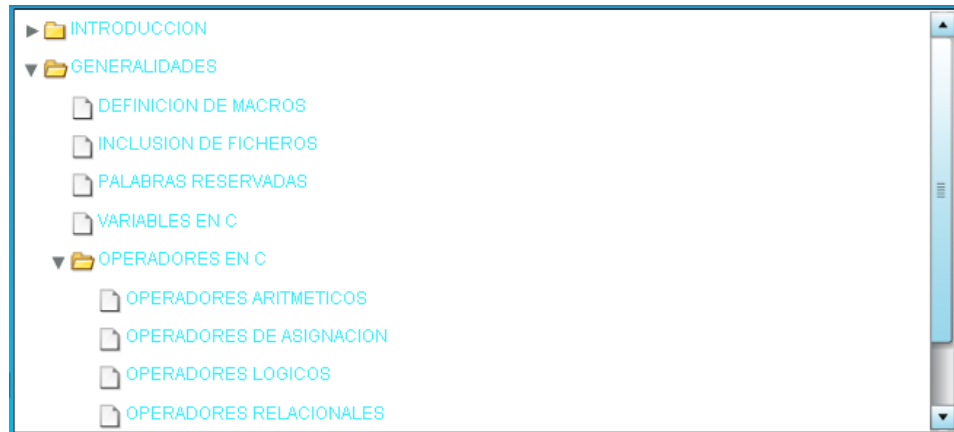 INTRODUCCION
GENERALIDADES
DEFINICION DE MACROS
INCLUSION DE FICHEROS
PALABRAS RESERVADAS
VARIABLES EN C
OPERADORES EN C
OPERADORES ARITMETICOS
OPERADORES DE ASIGNACION
OPERADORES LOGICOS
OPERADORES RELACIONALES